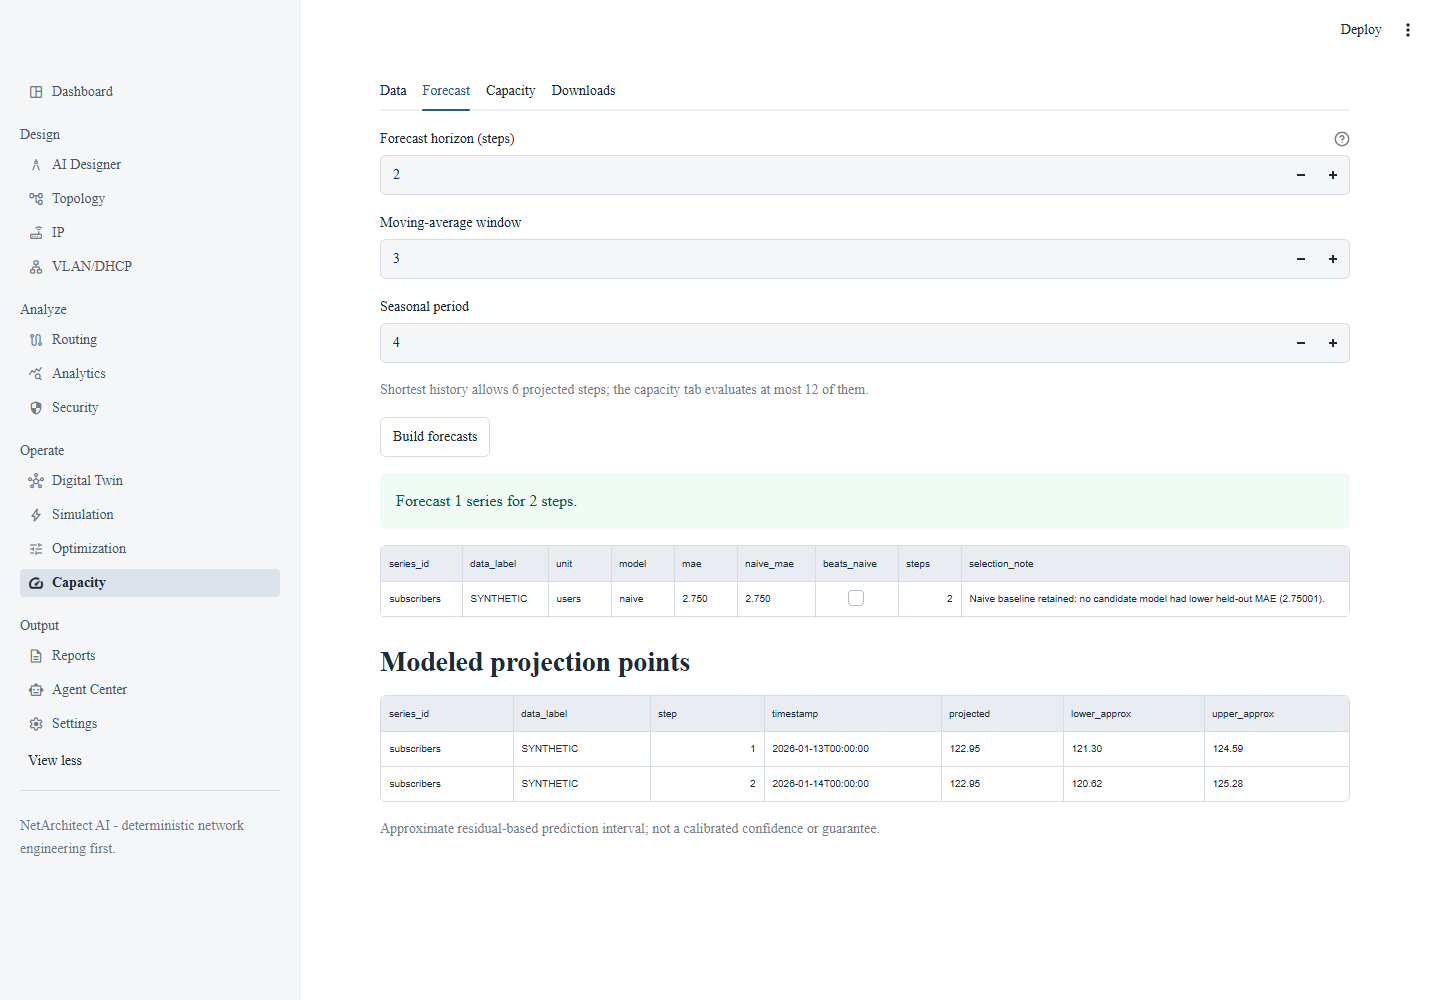 Deploy
Dashboard
Design
AI Designer
Topology
IP
VLAN/DHCP
Analyze
Routing
Analytics
Security
Operate
Digital Twin
Simulation
Optimization
Capacity
Output
Reports
Agent Center
Settings
View less
NetArchitect AI - deterministic network
engineering first.
Data Forecast Capacity Downloads
Forecast horizon (steps)
2
Moving-average window
3
Seasonal period
4
Shortest history allows 6 projected steps; the capacity tab evaluates at most 12 of them.
Build forecasts
Forecast 1 series for 2 steps.
series_id data_label unit model mae naive_mae beats_naive steps selection_note
subscribers SYNTHETIC users naive 2.750 2.750 2 Naive baseline retained: no candidate model had lower held-out MAE (2.75001).
Modeled projection points
series_id data_label step timestamp projected lower_approx upper_approx
subscribers SYNTHETIC 1 2026-01-13T00:00:00 122.95 121.30 124.59
subscribers SYNTHETIC 2 2026-01-14T00:00:00 122.95 120.62 125.28
Approximate residual-based prediction interval; not a calibrated confidence or guarantee.